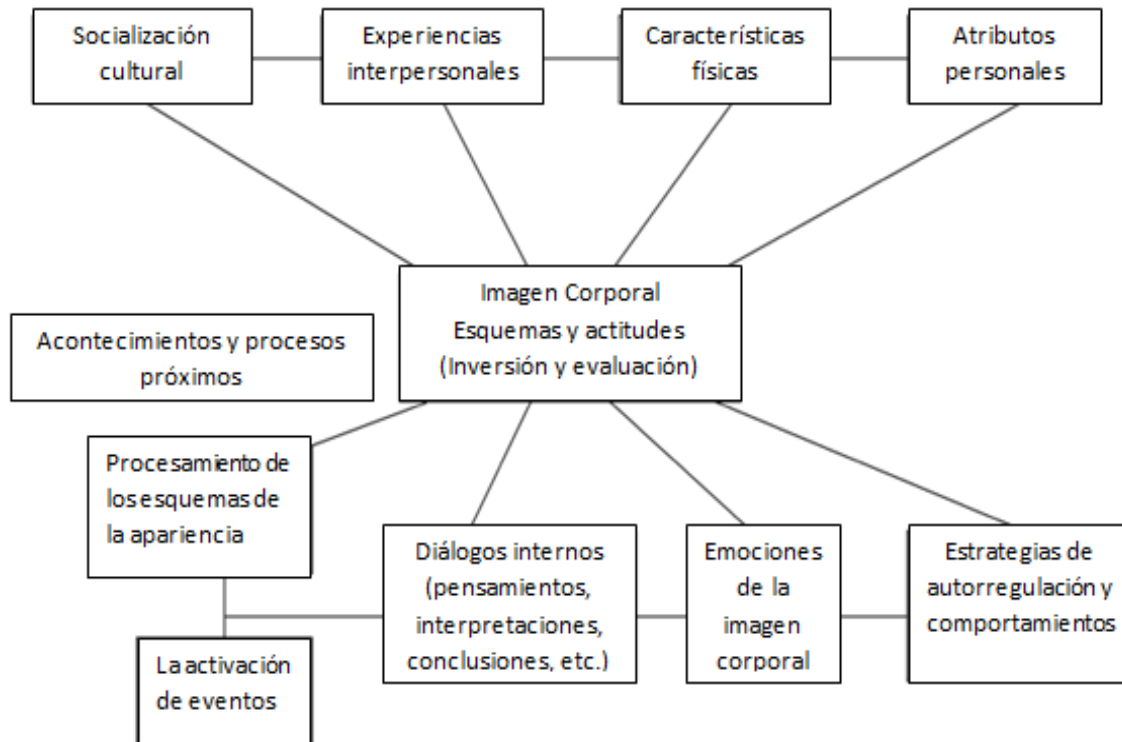 Socialización
cultural
Experiencias
interpersonales
Características
físicas
Atributos
personales
Imagen Corporal
Esquemas y actitudes
(Inversión y evaluación)
Acontecimientos y procesos
próximos
Procesamiento de
los esquemas de
la apariencia
Diálogos internos
(pensamientos,
interpretaciones,
conclusiones, etc.)
Emociones
de la
imagen
corporal
Estrategias de
autorregulación y
comportamientos
La activación
de eventos